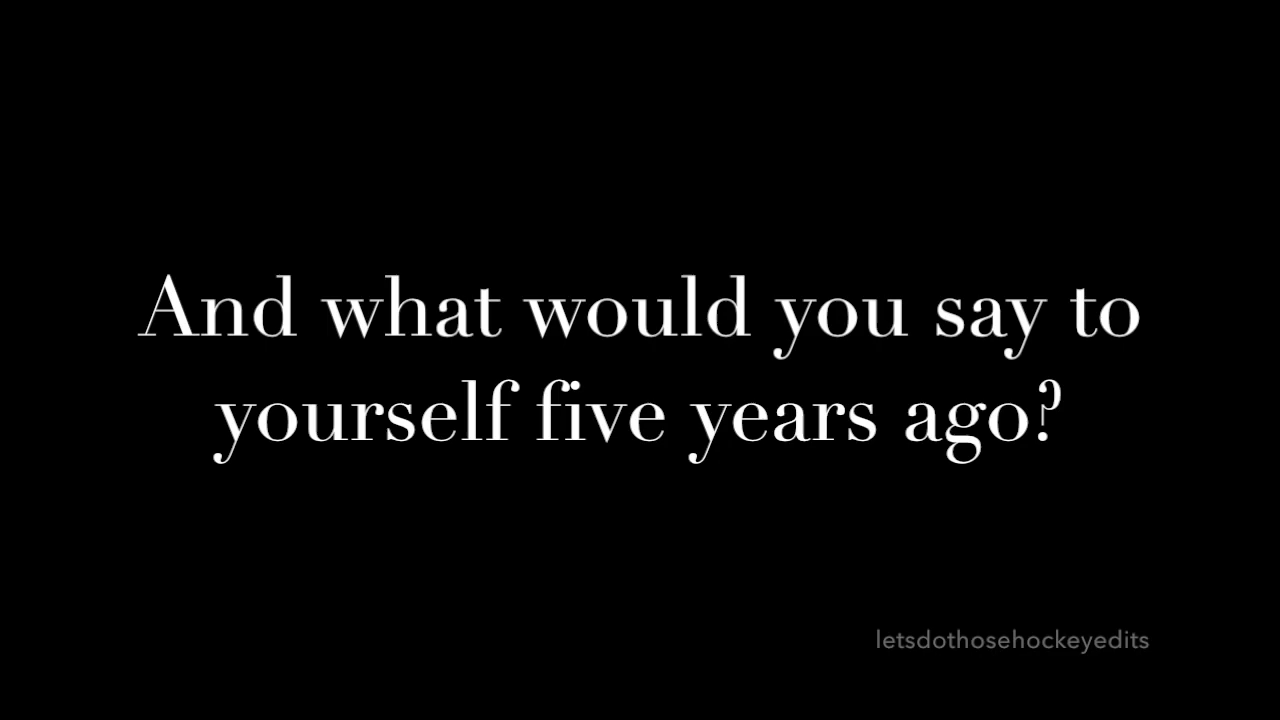 And what would you say to
yourself five years ago?
letsdothosehockeyedits